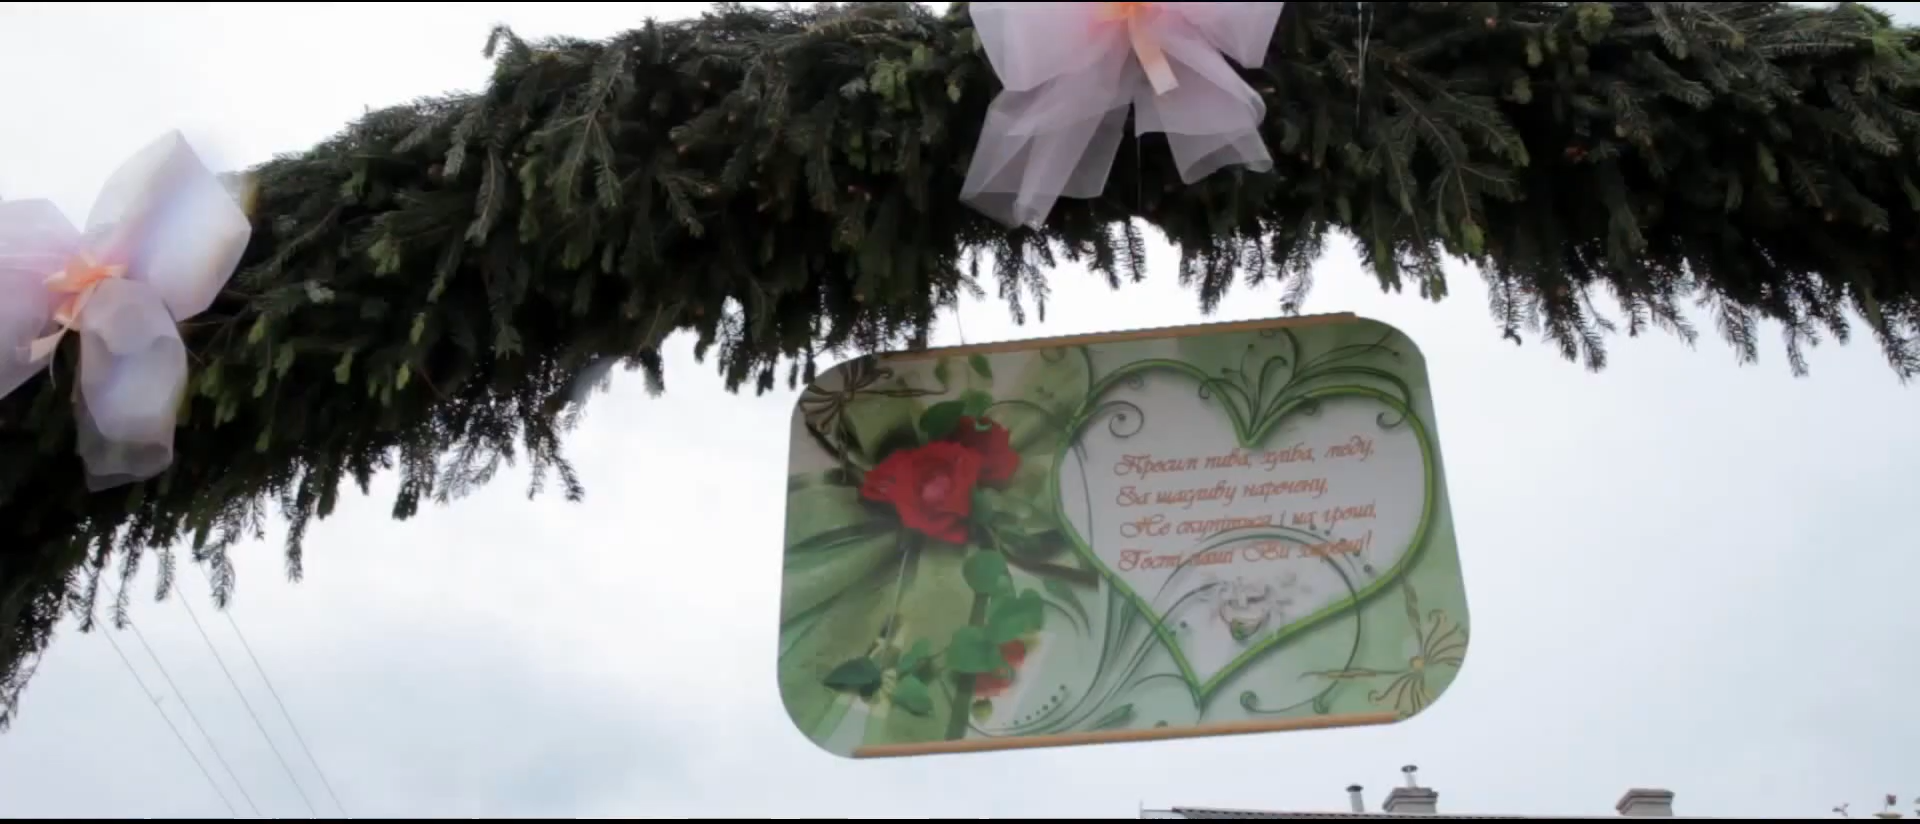 Просим пива, хліба, меду,
За щасливу наречену,
Не скупіться і на гроші,
Гості наші Ви хороші!